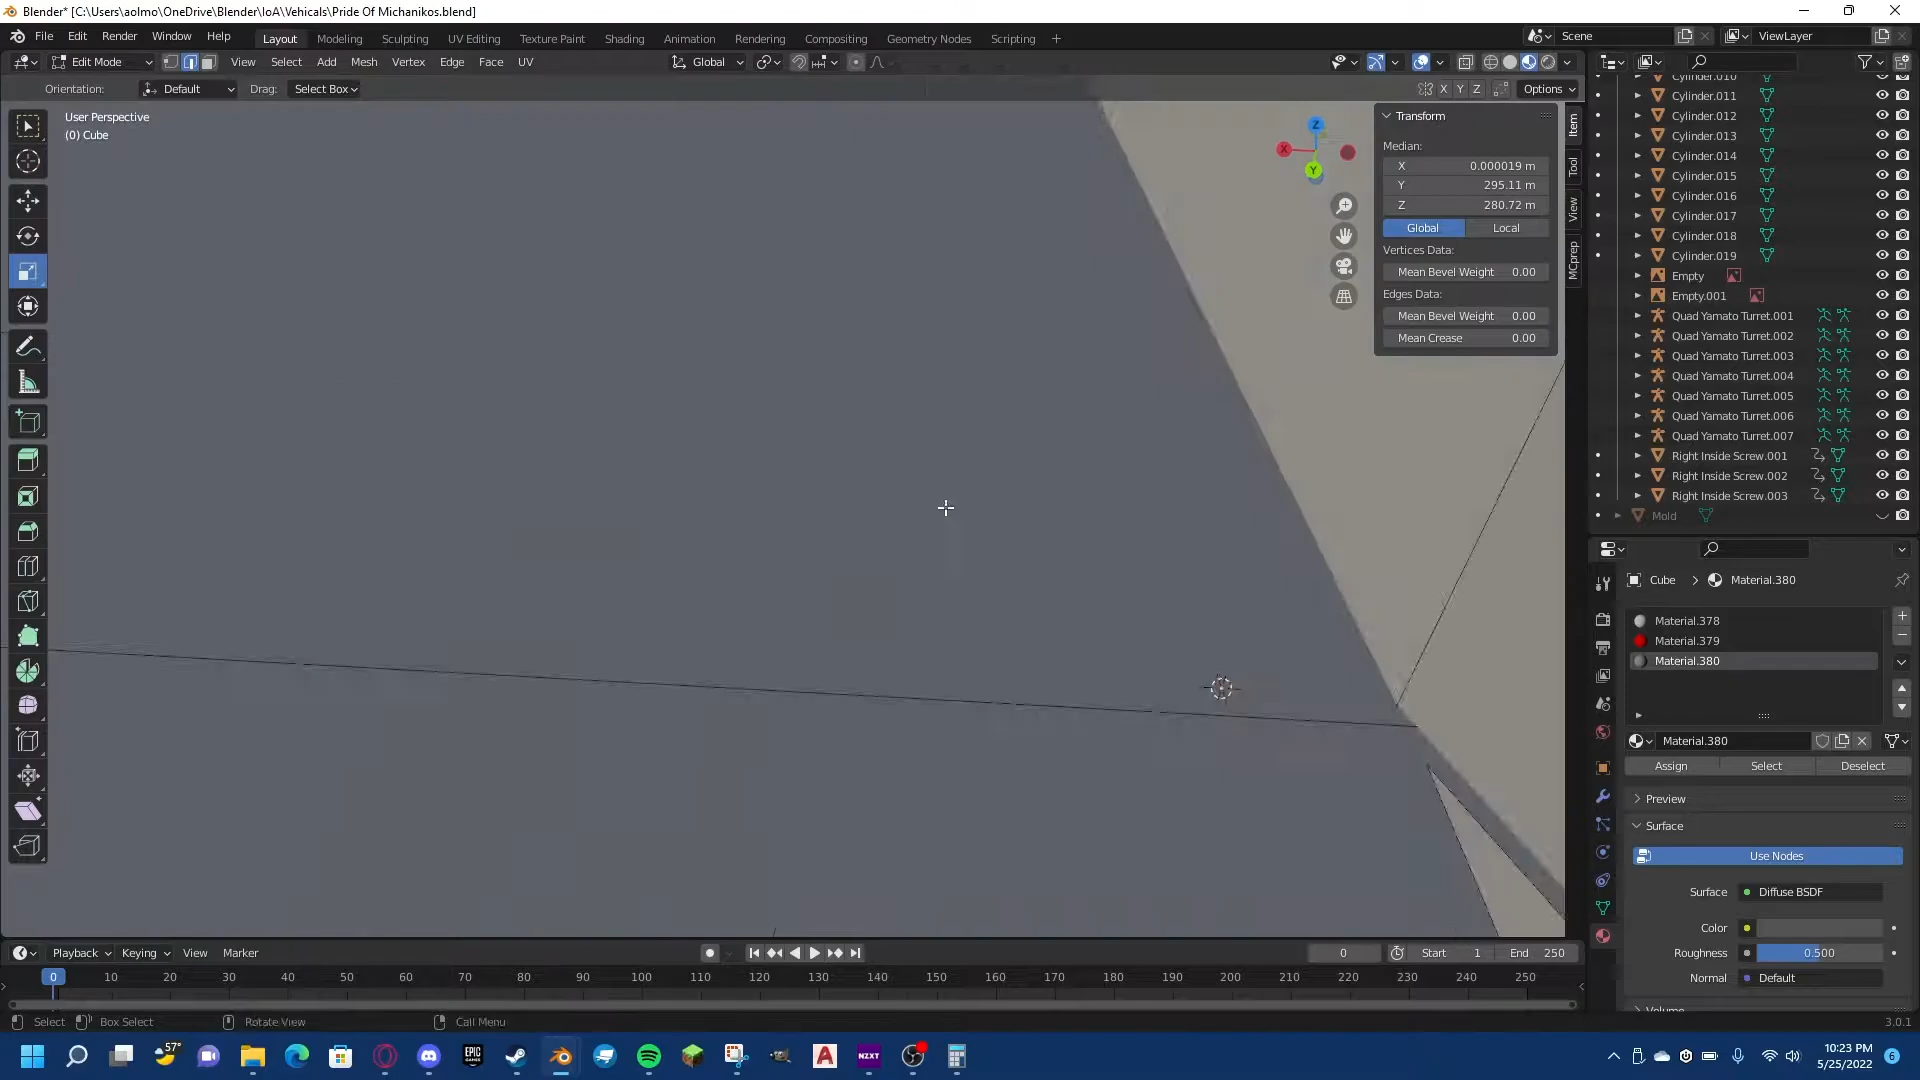 Blender* [C:\Users\aolmo\OneDrive\Blender\IoA\Vehicals\Pride Of Michanikos.blend]
File Edit Render Window Help Layout Modeling Sculpting UV Editing Texture Paint Shading Animation Rendering Compositing Geometry Nodes Scripting + Scene ViewLayer
Edit Mode View Select Add Mesh Vertex Edge Face UV Global
Orientation: Default Drag: Select Box X Y Z Options
User Perspective
(0) Cube
Z
X
Y
Transform
Median:
X 0.000019 m
Y 295.11 m
Z 280.72 m
Global Local
Vertices Data:
Mean Bevel Weight 0.00
Edges Data:
Mean Bevel Weight 0.00
Mean Crease 0.00
Item
Tool
View
MCprep
Cylinder.010
Cylinder.011
Cylinder.012
Cylinder.013
Cylinder.014
Cylinder.015
Cylinder.016
Cylinder.017
Cylinder.018
Cylinder.019
Empty
Empty.001
Quad Yamato Turret.001
Quad Yamato Turret.002
Quad Yamato Turret.003
Quad Yamato Turret.004
Quad Yamato Turret.005
Quad Yamato Turret.006
Quad Yamato Turret.007
Right Inside Screw.001
Right Inside Screw.002
Right Inside Screw.003
Mold
Cube > Material.380
Material.378
Material.379
Material.380
Material.380
Assign Select Deselect
Preview
Surface
Use Nodes
Surface Diffuse BSDF
Color
Roughness 0.500
Normal Default
Volume
Playback Keying View Marker 0 Start 1 End 250
0 10 20 30 40 50 60 70 80 90 100 110 120 130 140 150 160 170 180 190 200 210 220 230 240 250
Select Box Select Rotate View Call Menu 3.0.1
57°
EPIC GAMES
A
NZXT
10:23 PM
5/25/2022
6